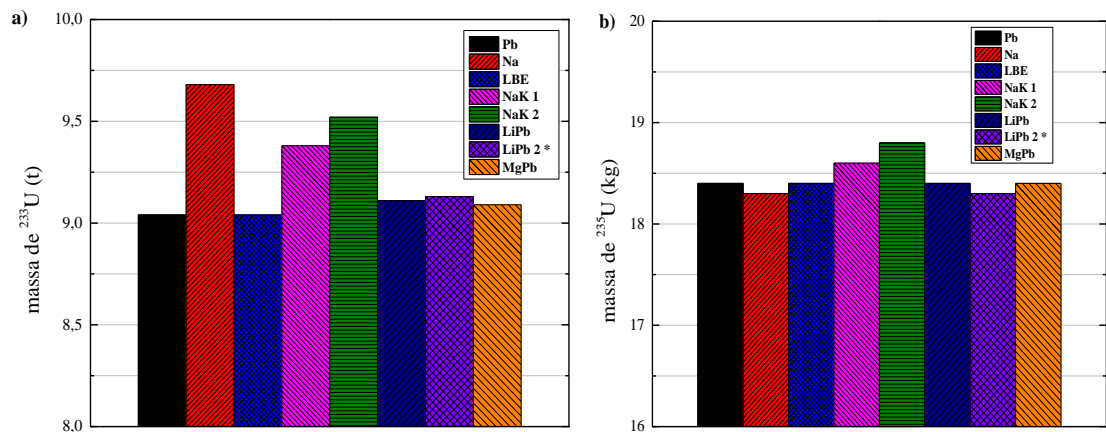 a)
massa de ²³³U (t)
10,0
9,5
9,0
8,5
8,0
Pb
Na
LBE
NaK 1
NaK 2
LiPb
LiPb 2 *
MgPb
b)
massa de ²³⁵U (kg)
20
19
18
17
16
Pb
Na
LBE
NaK 1
NaK 2
LiPb
LiPb 2 *
MgPb